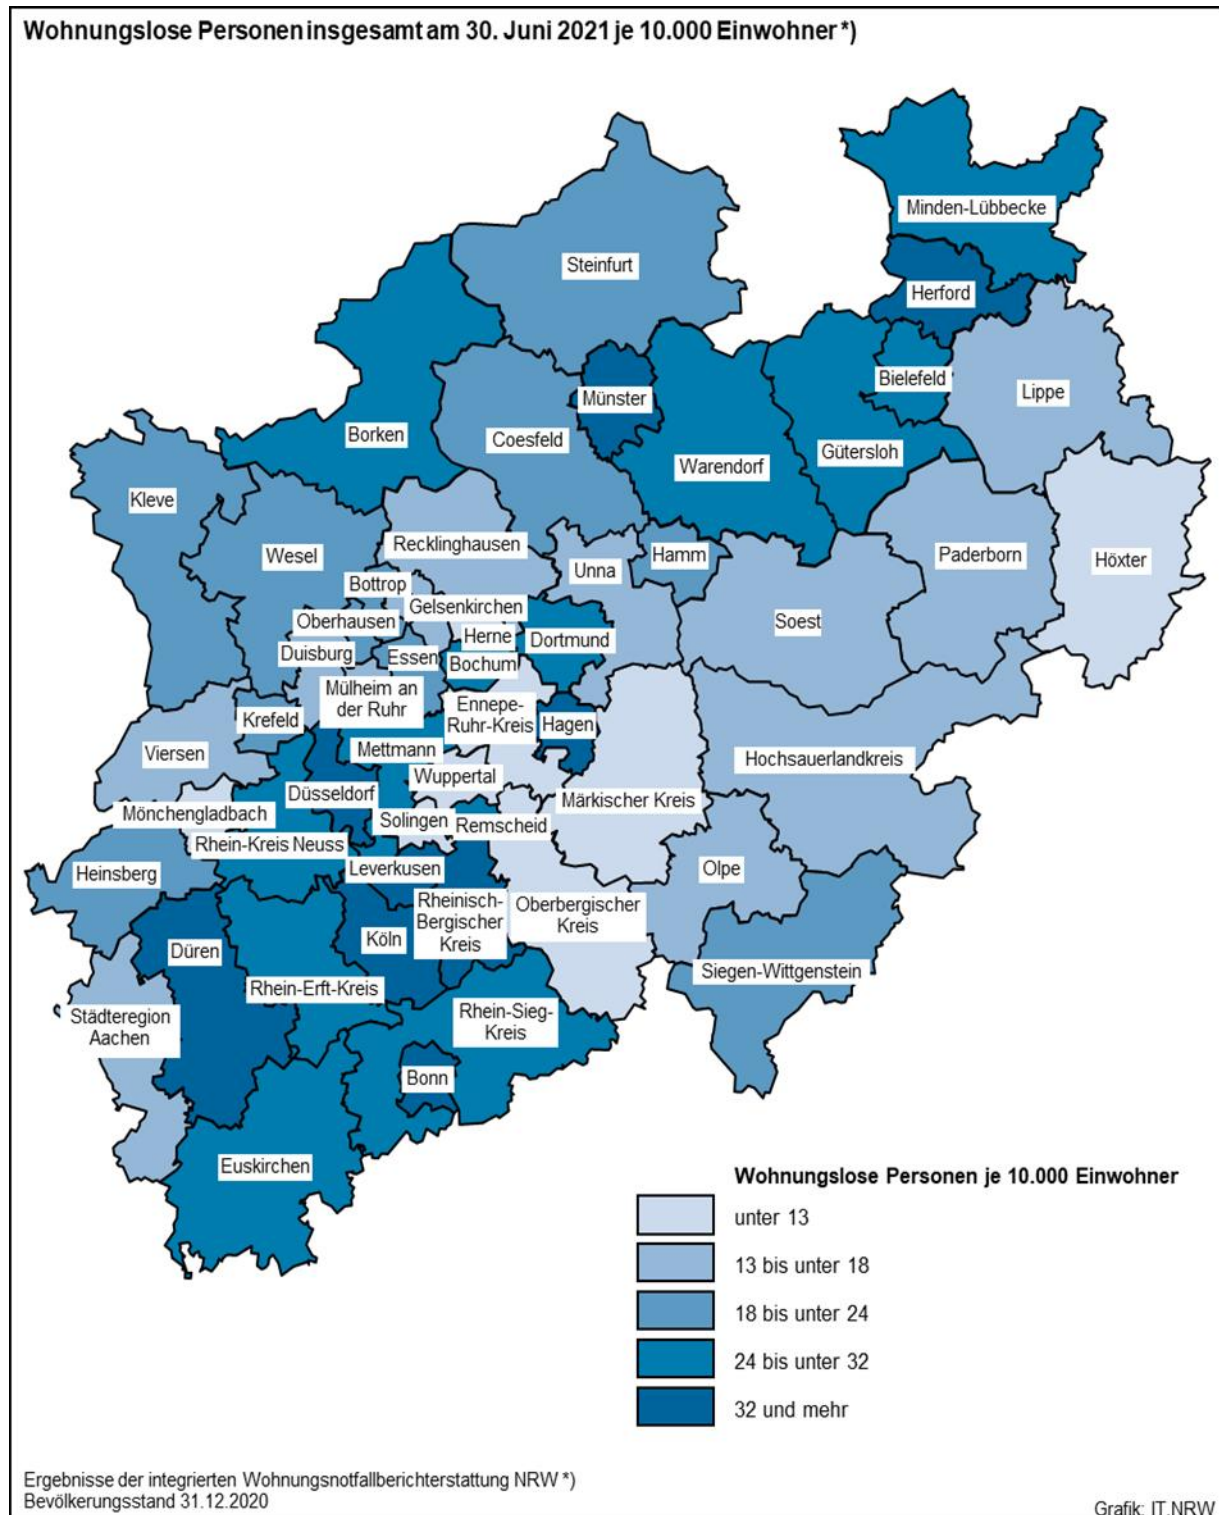 Wohnungslose Personen insgesamt am 30. Juni 2021 je 10.000 Einwohner *)
Minden-Lübbecke
Steinfurt
Herford
Bielefeld
Lippe
Münster
Borken
Coesfeld
Gütersloh
Warendorf
Kleve
Recklinghausen
Wesel
Hamm
Paderborn
Höxter
Unna
Bottrop
Gelsenkirchen
Oberhausen
Soest
Herne
Dortmund
Duisburg
Essen
Bochum
Mülheim an
der Ruhr
Ennepe-
Ruhr-Kreis
Krefeld
Hagen
Viersen
Mettmann
Hochsauerlandkreis
Wuppertal
Düsseldorf
Märkischer Kreis
Mönchengladbach
Solingen
Remscheid
Rhein-Kreis Neuss
Heinsberg
Leverkusen
Olpe
Rheinisch-
Bergischer
Kreis
Oberbergischer
Kreis
Köln
Düren
Siegen-Wittgenstein
Rhein-Erft-Kreis
Städteregion
Aachen
Rhein-Sieg-
Kreis
Bonn
Euskirchen
Wohnungslose Personen je 10.000 Einwohner
unter 13
13 bis unter 18
18 bis unter 24
24 bis unter 32
32 und mehr
Ergebnisse der integrierten Wohnungsnotfallberichterstattung NRW *)
Bevölkerungsstand 31.12.2020
Grafik: IT.NRW